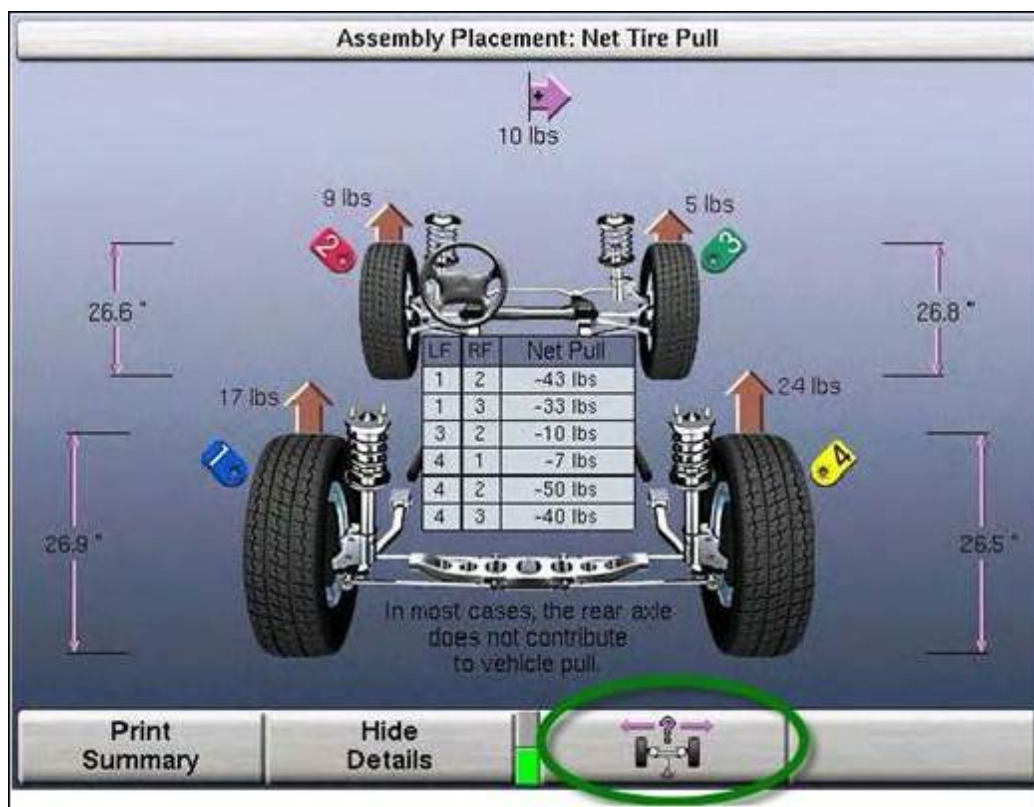 Assembly Placement: Net Tire Pull
+
10 lbs
9 lbs
5 lbs
2
3
26.6 "
26.8 "
LF RF Net Pull
1 2 -43 lbs
1 3 -33 lbs
3 2 -10 lbs
4 1 -7 lbs
4 2 -50 lbs
4 3 -40 lbs
17 lbs
24 lbs
1
4
26.9 "
26.5 "
In most cases, the rear axle
does not contribute
to vehicle pull.
Print
Summary
Hide
Details
?